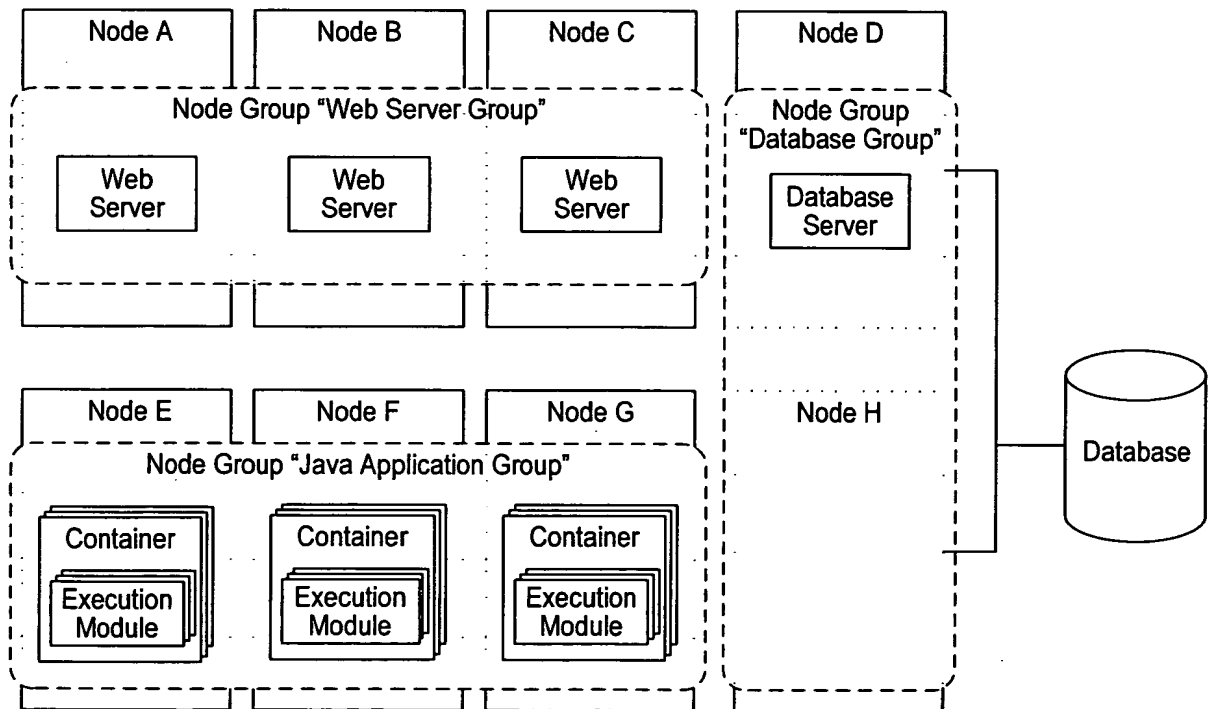 Node A
Node B
Node C
Node D
Node Group "Web Server Group"
Node Group
"Database Group"
Web
Server
Web
Server
Web
Server
Database
Server
Node E
Node F
Node G
Node H
Node Group "Java Application Group"
Database
Container
Execution
Module
Container
Execution
Module
Container
Execution
Module